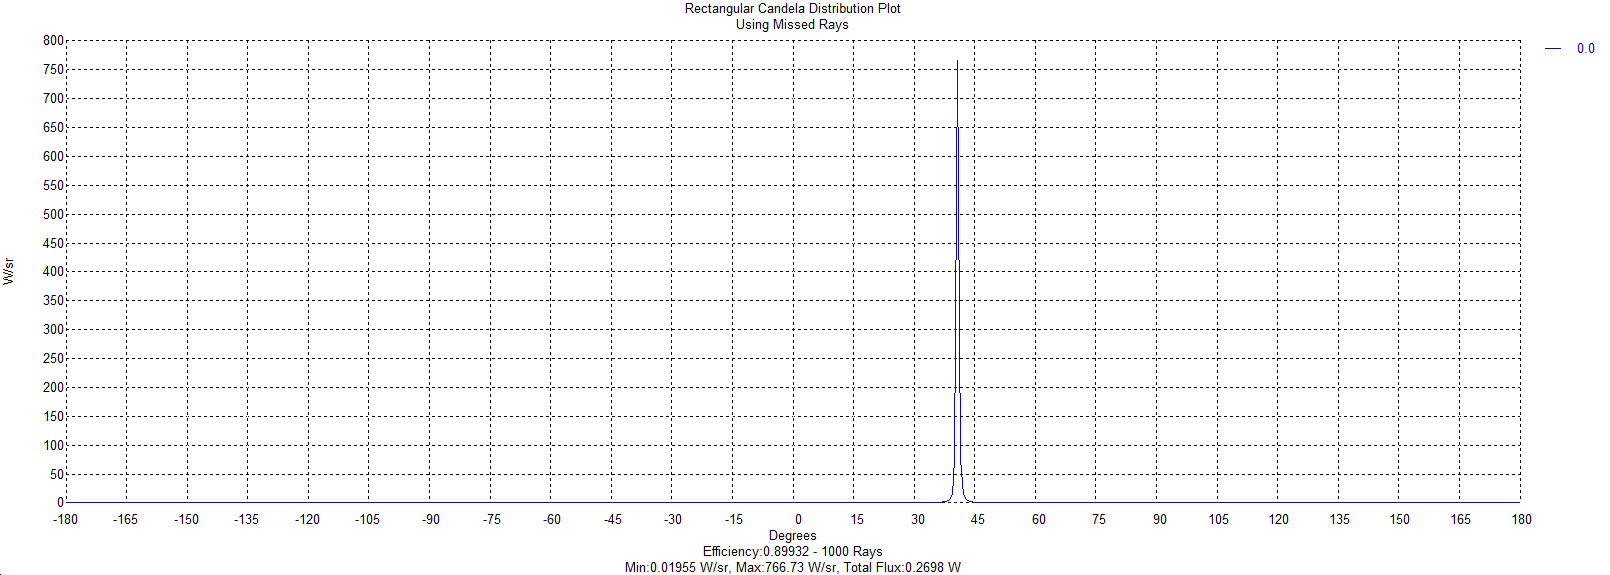 Rectangular Candela Distribution Plot
Using Missed Rays
0.0
800
750
700
650
600
550
500
450
400
350
300
250
200
150
100
50
0
W/sr
-180 -165 -150 -135 -120 -105 -90 -75 -60 -45 -30 -15 0 15 30 45 60 75 90 105 120 135 150 165 180
Degrees
Efficiency:0.89932 - 1000 Rays
Min:0.01955 W/sr, Max:766.73 W/sr, Total Flux:0.2698 W